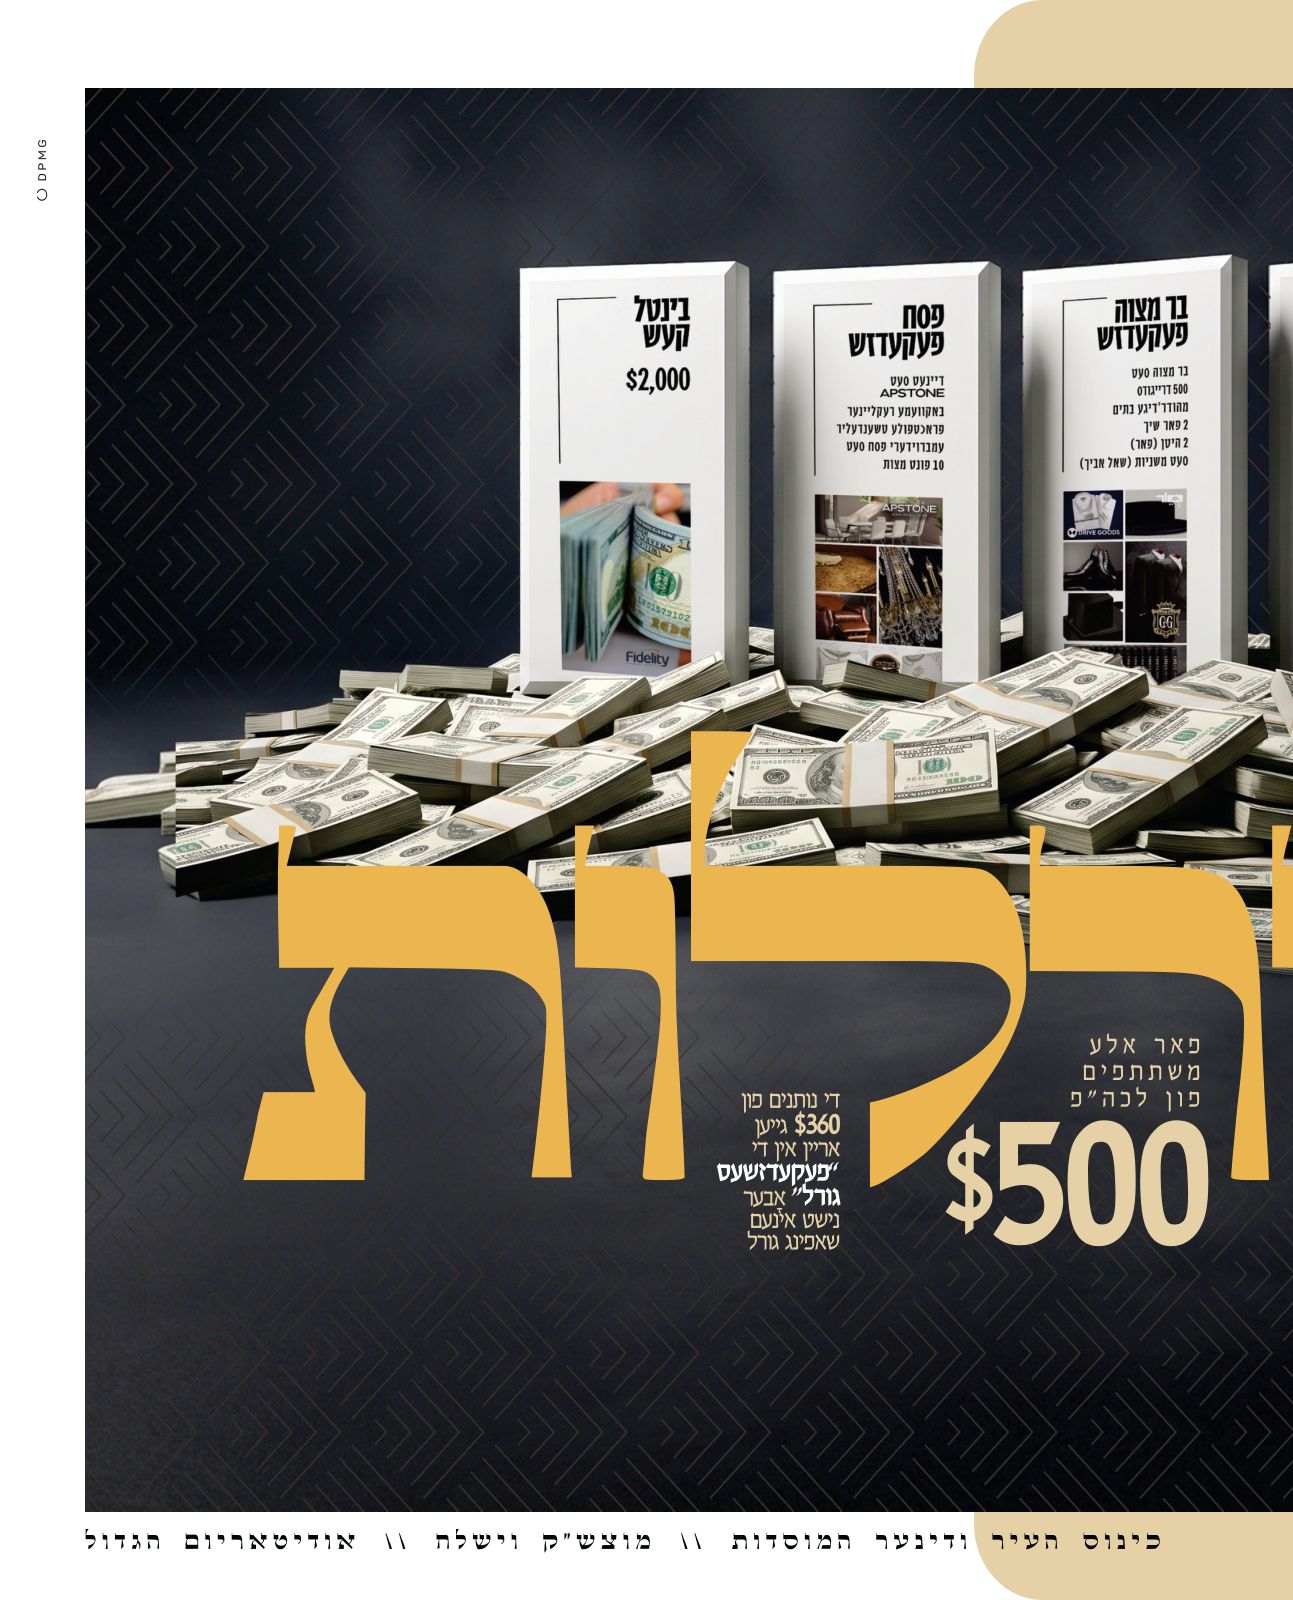 DPMG
בר מצוה
פעקעדזש
בר מצוה סעט
500 דרייגודס
מהודר'דיגע בתים
2 פאר שיך
2 היטן (פאר)
סעט משניות (שאל אביך)
DRIVE GOODS
GG
פסח
פעקעדזש
דיינעט סעט
APSTONE
באקוועמע רעקליינער
פראכטפולע טשענדעליר
עמברוידערי פסח סעט
10 פונט מצות
APSTONE
בינטל
קעש
$2,000
Fidelity
ורלות
פאר אלע
משתתפים
פון לכה"פ
$500
די נותנים פון
$360 גייען
אריין אין די
"פעקעדזשעס
גורל" אבער
נישט אינעם
שאפינג גורל
כינוס העיר ודינער המוסדות \\ מוצש"ק וישלח \\ אודיטאריום הגדול